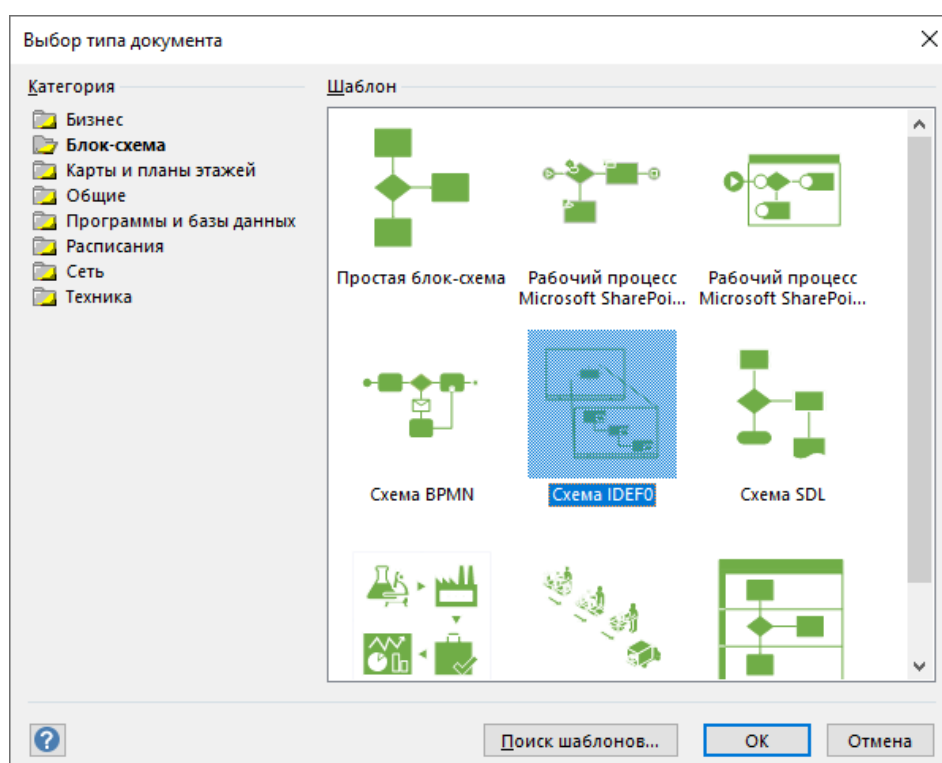 Выбор типа документа
Категория
Бизнес
Блок-схема
Карты и планы этажей
Общие
Программы и базы данных
Расписания
Сеть
Техника
Шаблон
Простая блок-схема
Рабочий процесс
Microsoft SharePoi...
Рабочий процесс
Microsoft SharePoi...
Схема BPMN
Схема IDEF0
Схема SDL
?
Поиск шаблонов...
ОК
Отмена